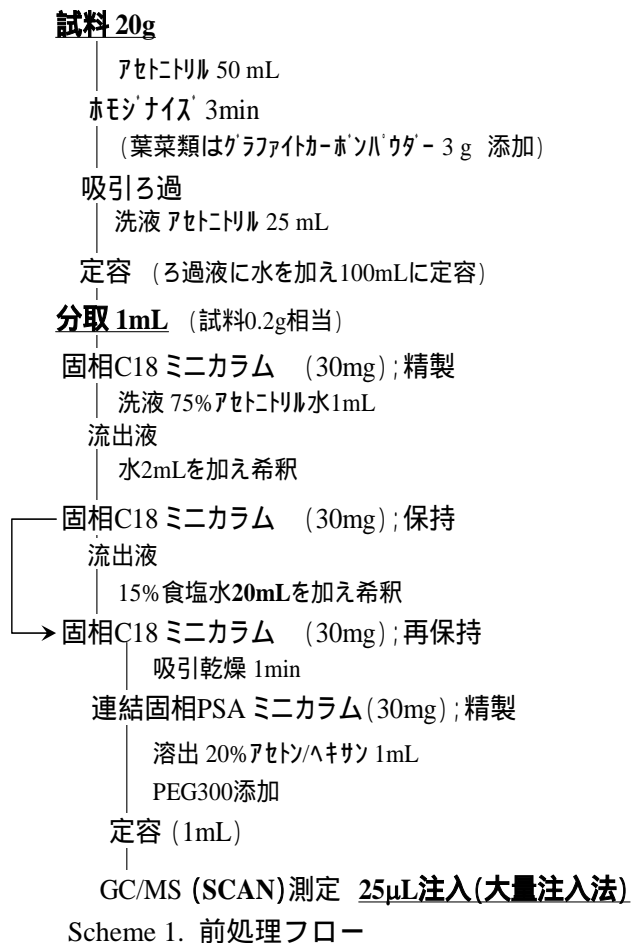 試料 20g
ｱｾﾄﾆﾄﾘﾙ 50 mL
ﾎﾓｼﾞﾅｲｽﾞ 3min
(葉菜類はｸﾞﾗﾌｧｲﾄｶｰﾎﾞﾝﾊﾟｳﾀﾞｰ 3 g 添加)
吸引ろ過
洗液 ｱｾﾄﾆﾄﾘﾙ 25 mL
定容 (ろ過液に水を加え100mLに定容)
分取 1mL (試料0.2g相当)
固相C18 ミニカラム (30mg) ; 精製
洗液 75%ｱｾﾄﾆﾄﾘﾙ水1mL
流出液
水2mLを加え希釈
固相C18 ミニカラム (30mg) ; 保持
流出液
15%食塩水20mLを加え希釈
固相C18 ミニカラム (30mg) ; 再保持
吸引乾燥 1min
連結固相PSA ミニカラム(30mg) ; 精製
溶出 20%ｱｾﾄﾝ/ﾍｷｻﾝ 1mL
PEG300添加
定容 (1mL)
GC/MS (SCAN)測定 25μL注入(大量注入法)
Scheme 1. 前処理フロー